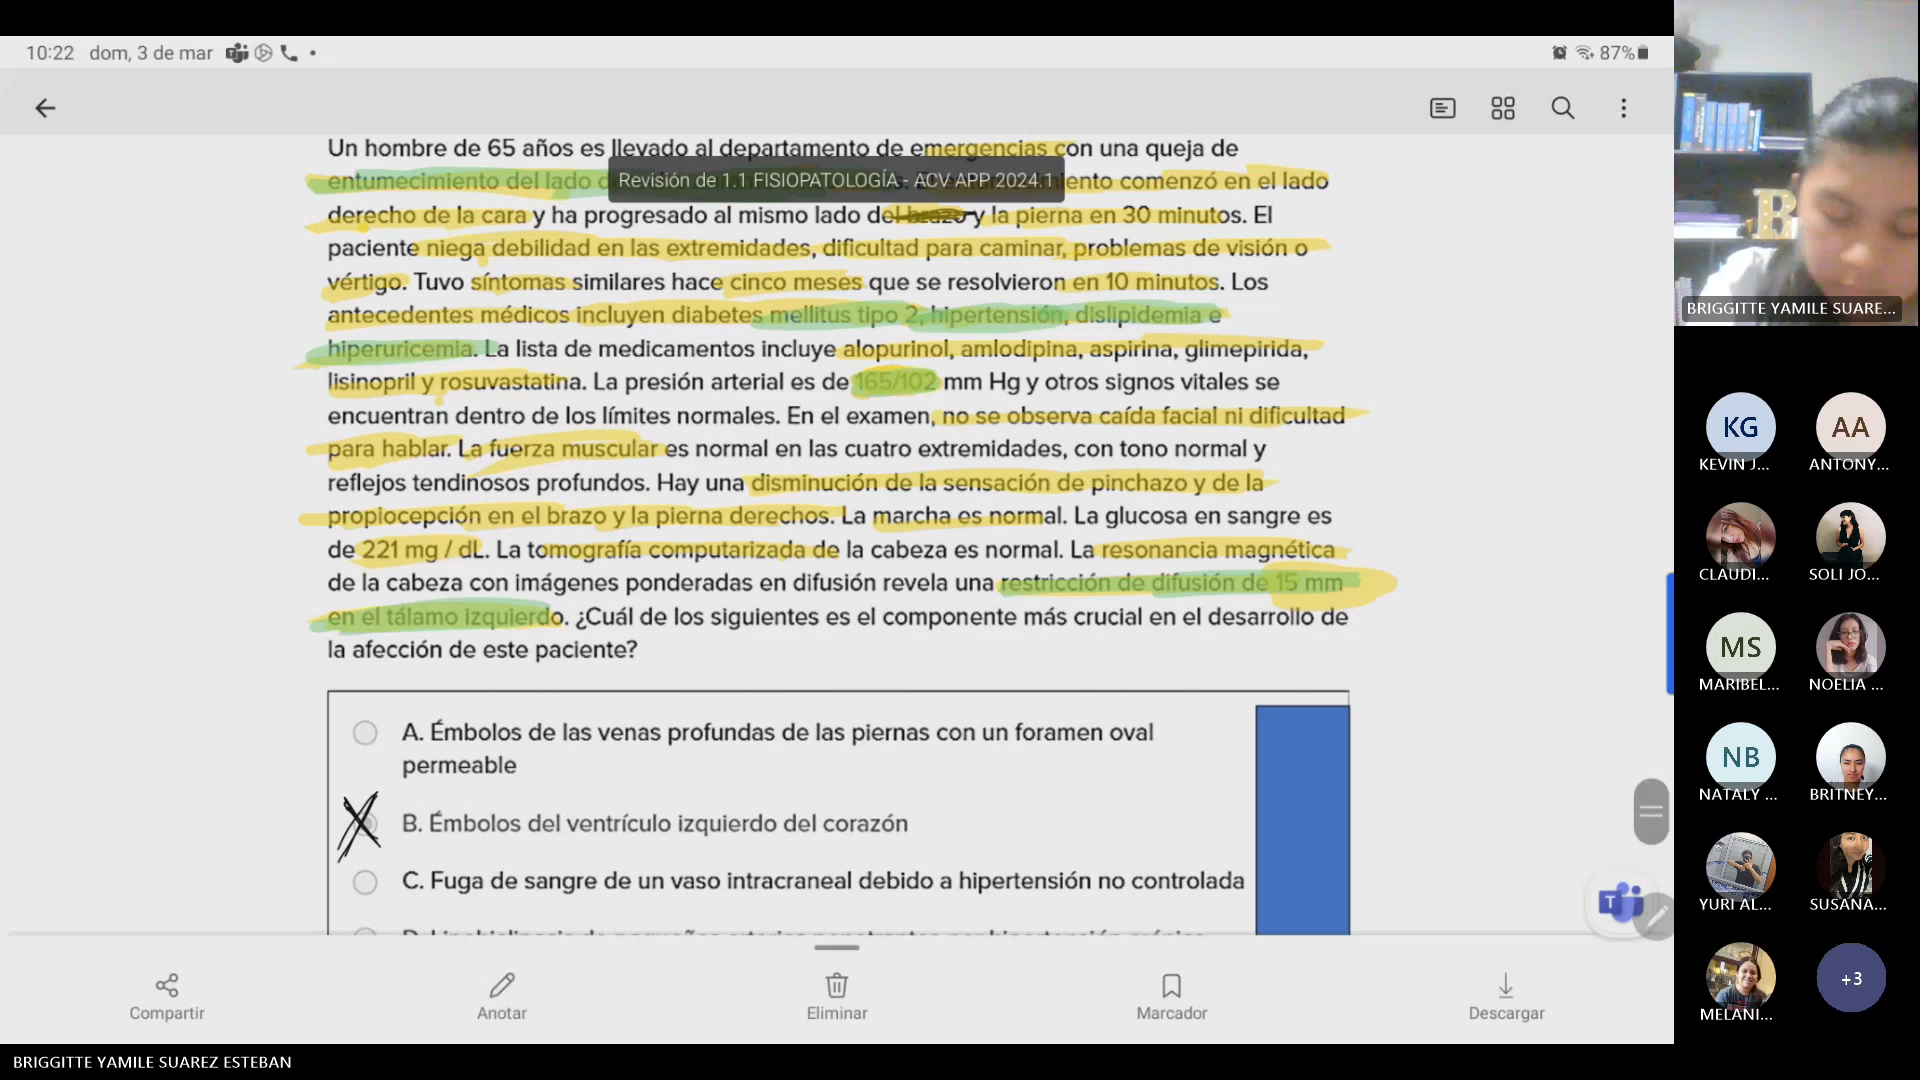 10:22 dom, 3 de mar
87%
Un hombre de 65 años es llevado al departamento de emergencias con una queja de
entumecimiento del lado
Revisión de 1.1 FISIOPATOLOGÍA - ACV APP 2024.1
comenzó en el lado
derecho de la cara y ha progresado al mismo lado del brazo y la pierna en 30 minutos. El
paciente niega debilidad en las extremidades, dificultad para caminar, problemas de visión o
vértigo. Tuvo síntomas similares hace cinco meses que se resolvieron en 10 minutos. Los
antecedentes médicos incluyen diabetes mellitus tipo 2, hipertensión, dislipidemia e
hiperuricemia. La lista de medicamentos incluye alopurinol, amlodipina, aspirina, glimepirida,
lisinopril y rosuvastatina. La presión arterial es de 165/102 mm Hg y otros signos vitales se
encuentran dentro de los límites normales. En el examen, no se observa caída facial ni dificultad
para hablar. La fuerza muscular es normal en las cuatro extremidades, con tono normal y
reflejos tendinosos profundos. Hay una disminución de la sensación de pinchazo y de la
propiocepción en el brazo y la pierna derechos. La marcha es normal. La glucosa en sangre es
de 221 mg / dL. La tomografía computarizada de la cabeza es normal. La resonancia magnética
de la cabeza con imágenes ponderadas en difusión revela una restricción de difusión de 15 mm
en el tálamo izquierdo. ¿Cuál de los siguientes es el componente más crucial en el desarrollo de
la afección de este paciente?
A. Émbolos de las venas profundas de las piernas con un foramen oval
permeable
B. Émbolos del ventrículo izquierdo del corazón
C. Fuga de sangre de un vaso intracraneal debido a hipertensión no controlada
Compartir
Anotar
Eliminar
Marcador
Descargar
BRIGGITTE YAMILE SUAREZ ESTEBAN
B
BRIGGITTE YAMILE SUARE...
KG
KEVIN J...
AA
ANTONY...
CLAUDI...
SOLI JO...
MS
MARIBEL...
NOELIA ...
NB
NATALY ...
BRITNEY...
YURI AL...
SUSANA...
MELANI...
+3